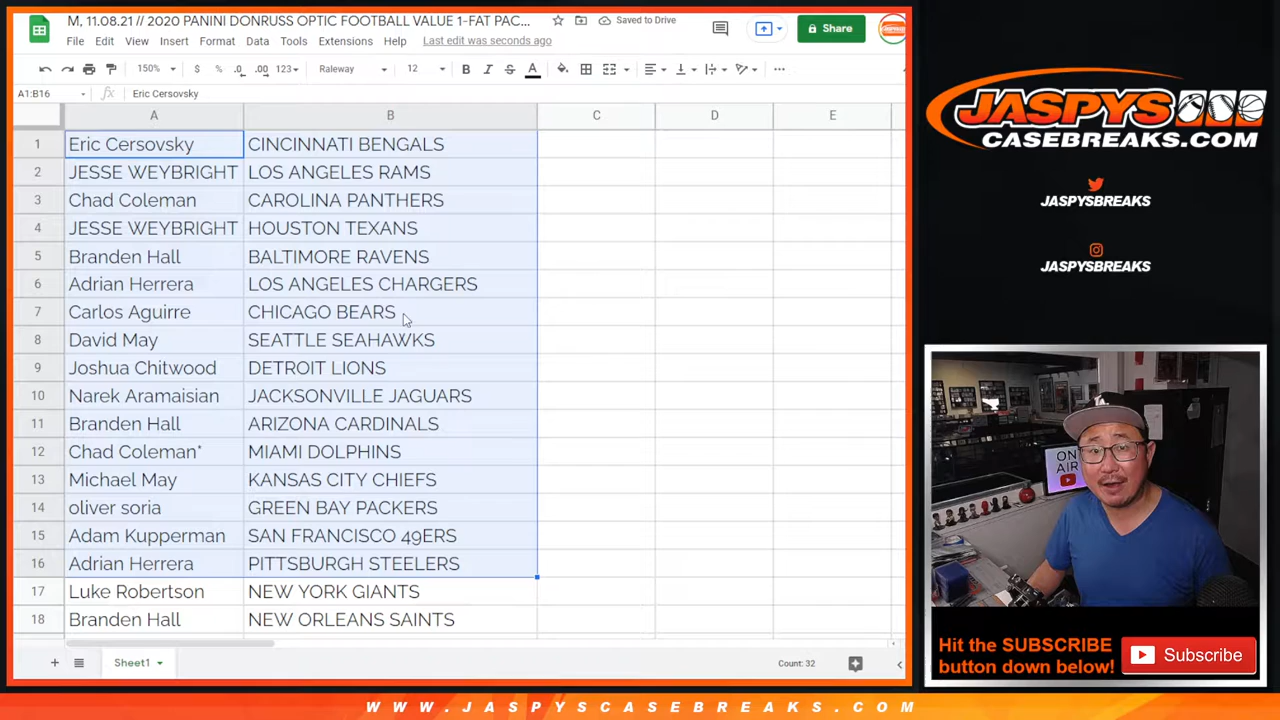 M, 11.08.21 // 2020 PANINI DONRUSS OPTIC FOOTBALL VALUE 1-FAT PAC...
Saved to Drive
File Edit View Insert Format Data Tools Extensions Help Last edit was seconds ago
Share
150% $ % .0 .00 123 Raleway 12 B I S A
A1:B16 fx Eric Cersovsky
A B C D E
1 Eric Cersovsky CINCINNATI BENGALS
2 JESSE WEYBRIGHT LOS ANGELES RAMS
3 Chad Coleman CAROLINA PANTHERS
4 JESSE WEYBRIGHT HOUSTON TEXANS
5 Branden Hall BALTIMORE RAVENS
6 Adrian Herrera LOS ANGELES CHARGERS
7 Carlos Aguirre CHICAGO BEARS
8 David May SEATTLE SEAHAWKS
9 Joshua Chitwood DETROIT LIONS
10 Narek Aramaisian JACKSONVILLE JAGUARS
11 Branden Hall ARIZONA CARDINALS
12 Chad Coleman* MIAMI DOLPHINS
13 Michael May KANSAS CITY CHIEFS
14 oliver soria GREEN BAY PACKERS
15 Adam Kupperman SAN FRANCISCO 49ERS
16 Adrian Herrera PITTSBURGH STEELERS
17 Luke Robertson NEW YORK GIANTS
18 Branden Hall NEW ORLEANS SAINTS
Sheet1
Count: 32
JASPYS
CASEBREAKS.COM
JASPYSBREAKS
JASPYSBREAKS
ON
AIR
Hit the SUBSCRIBE
button down below!
Subscribe
WWW.JASPYSCASEBREAKS.COM